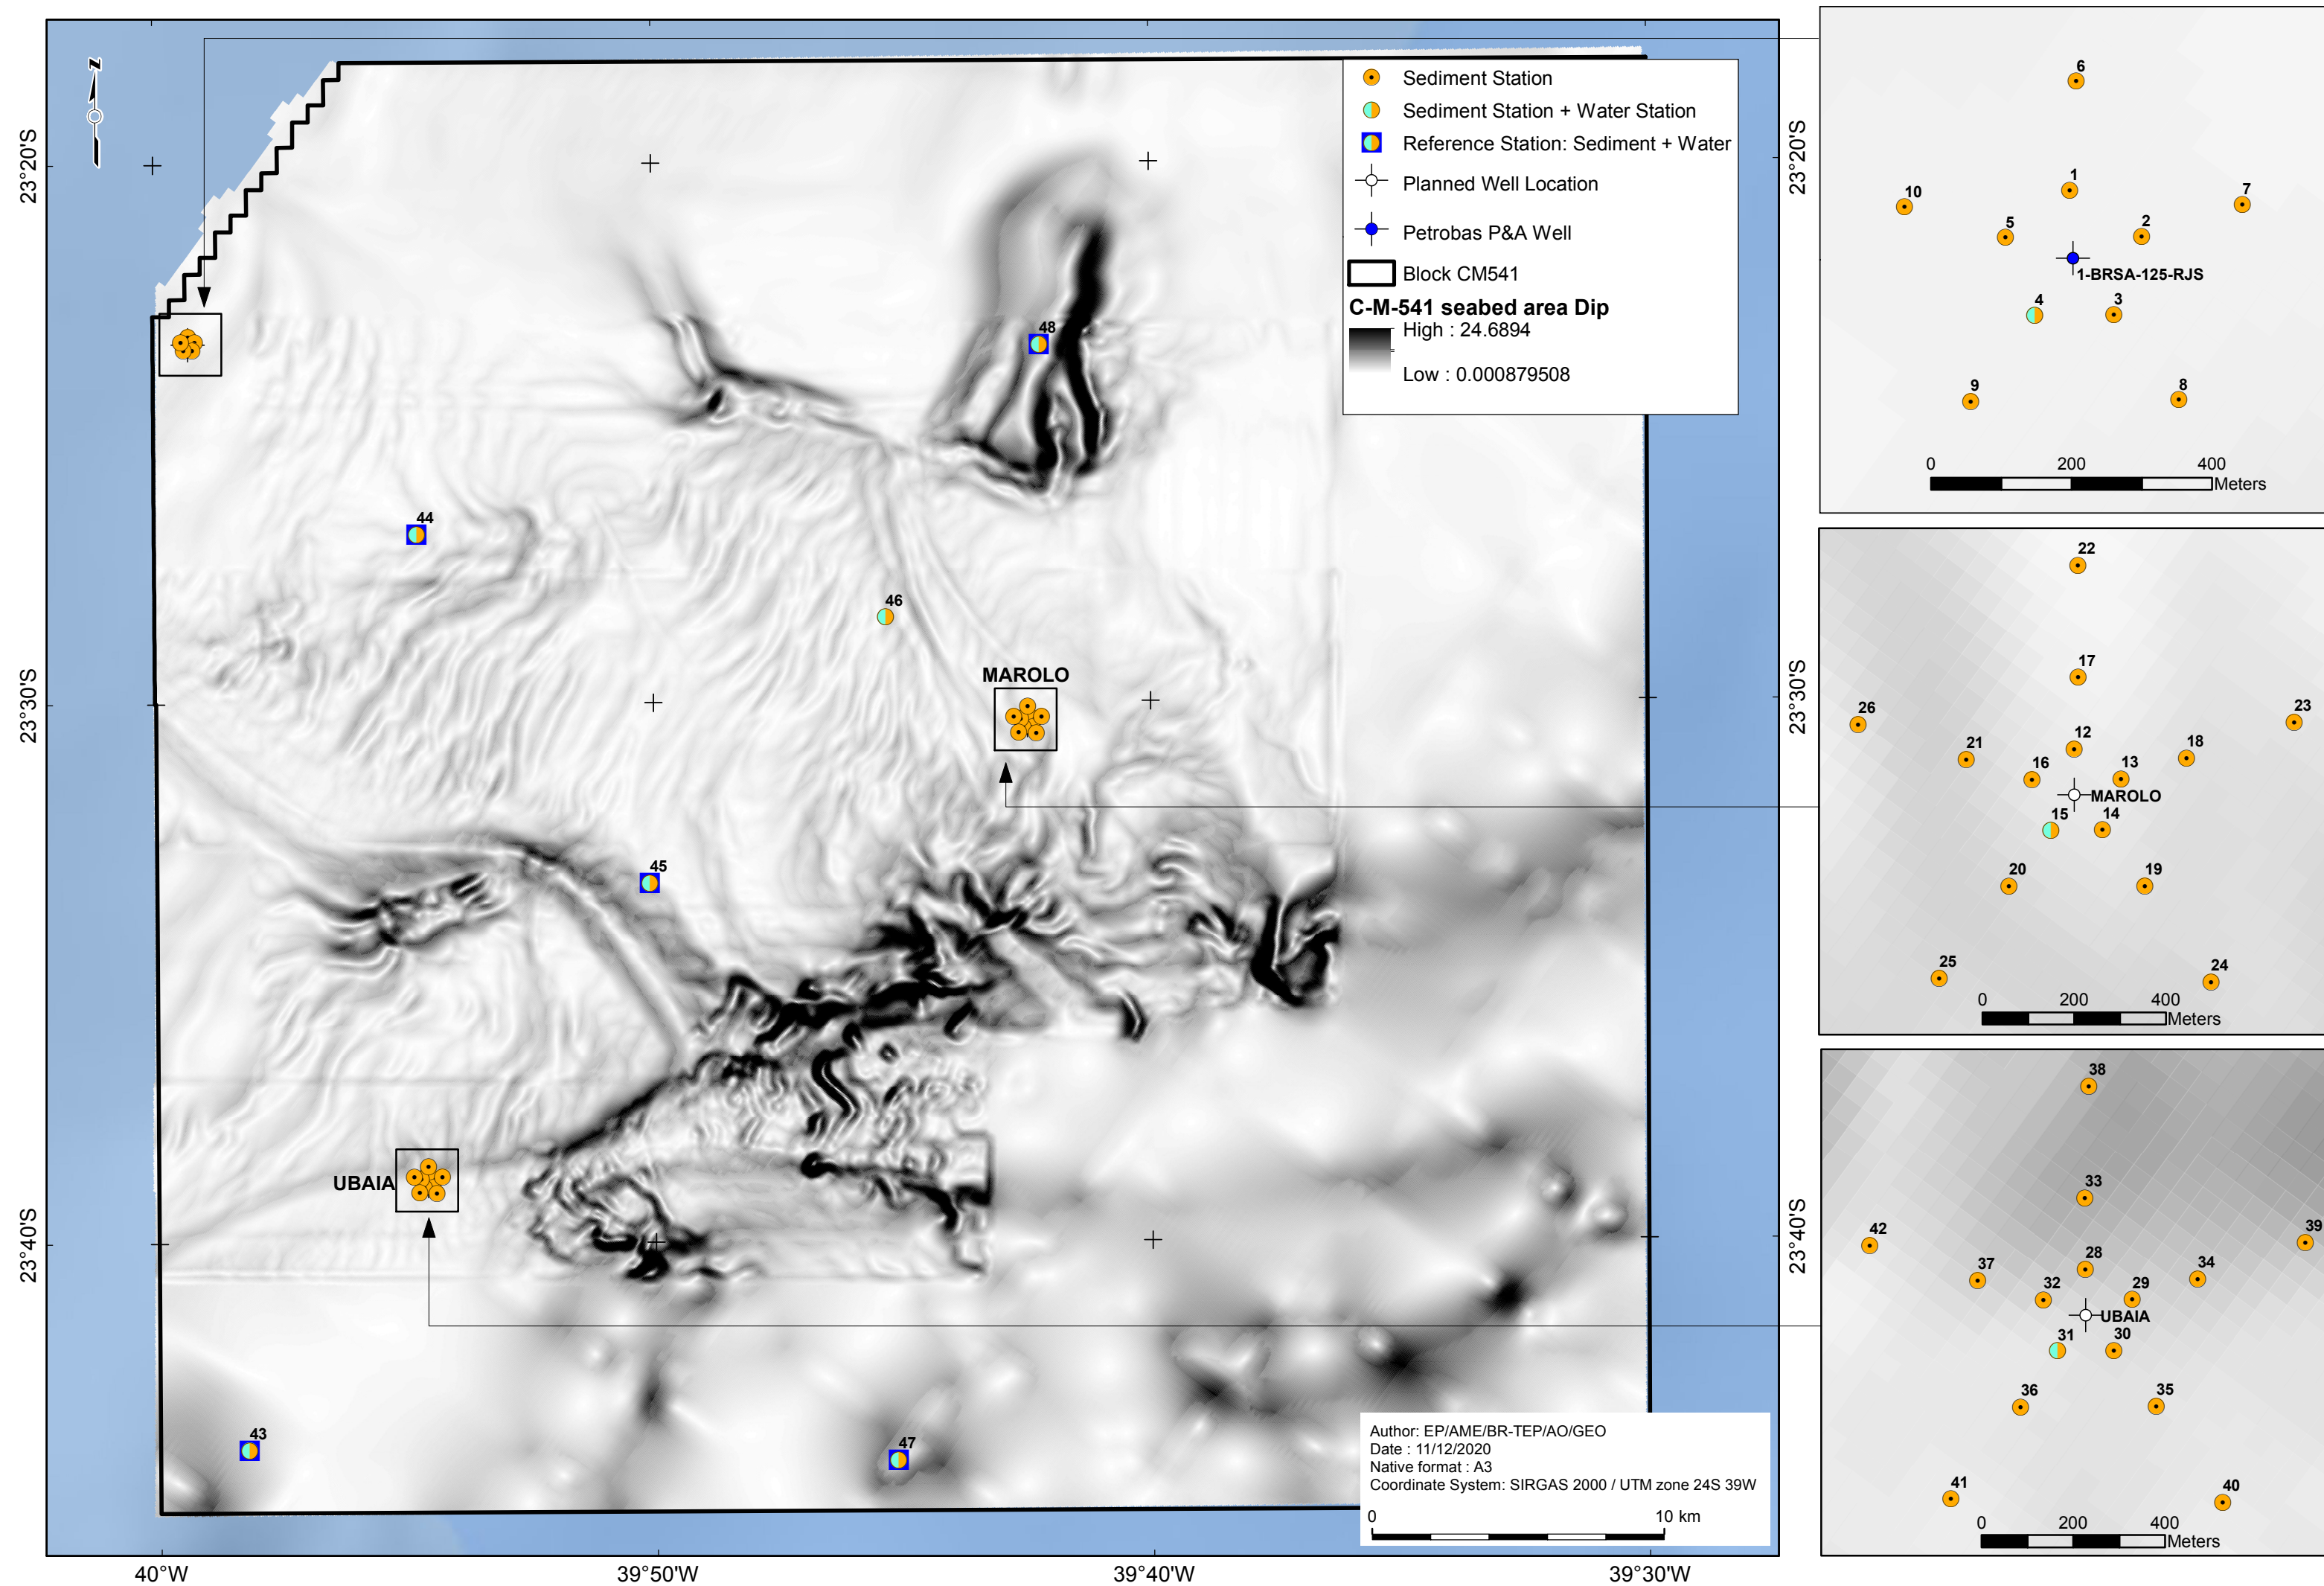 z
Sediment Station
Sediment Station + Water Station
Reference Station: Sediment + Water
Planned Well Location
Petrobas P&A Well
Block CM541
C-M-541 seabed area Dip
High : 24.6894
Low : 0.000879508
23°20'S
23°30'S
23°40'S
23°20'S
23°30'S
23°40'S
40°W
39°50'W
39°40'W
39°30'W
48
44
46
MAROLO
45
UBAIA
43
47
Author: EP/AME/BR-TEP/AO/GEO
Date : 11/12/2020
Native format : A3
Coordinate System: SIRGAS 2000 / UTM zone 24S 39W
0 10 km
6
1
10
7
5
2
1-BRSA-125-RJS
4
3
9
8
0 200 400
Meters
22
17
26
23
12
21
18
16
13
MAROLO
15
14
20
19
25
24
0 200 400
Meters
38
33
42
39
28
37
34
32
29
UBAIA
31
30
36
35
41
40
0 200 400
Meters